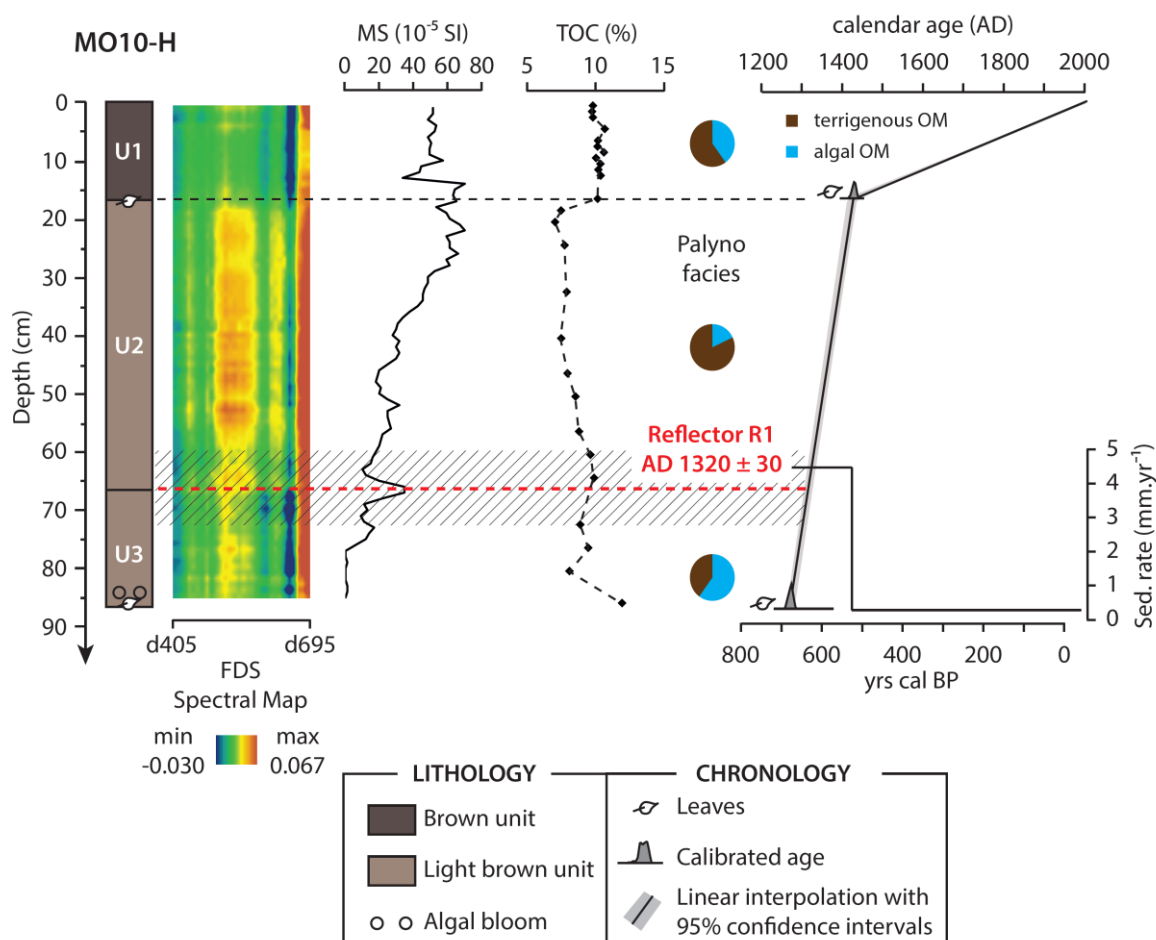 MO10-H
MS (10⁻⁵ SI)
0 20 40 60 80
TOC (%)
5 10 15
calendar age (AD)
1200 1400 1600 1800 2000
terrigenous OM
algal OM
Depth (cm)
0
10
20
30
40
50
60
70
80
90
U1
U2
U3
Palyno
facies
Reflector R1
AD 1320 ± 30
5
4
3
2
1
0
Sed. rate (mm.yr⁻¹)
800 600 400 200 0
yrs cal BP
d405 d695
FDS
Spectral Map
min max
-0.030 0.067
LITHOLOGY
Brown unit
Light brown unit
Algal bloom
CHRONOLOGY
Leaves
Calibrated age
Linear interpolation with
95% confidence intervals